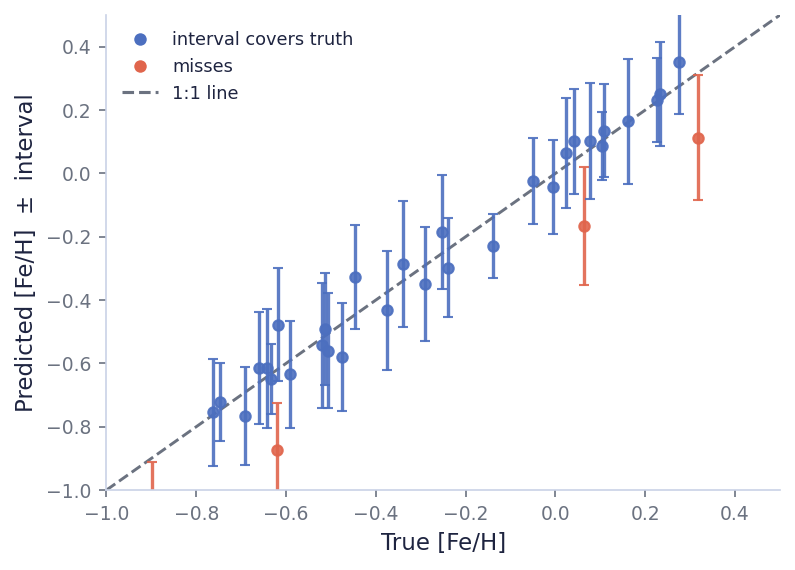 interval covers truth
misses
1:1 line
Predicted [Fe/H] ± interval
0.4
0.2
0.0
−0.2
−0.4
−0.6
−0.8
−1.0
−1.0 −0.8 −0.6 −0.4 −0.2 0.0 0.2 0.4
True [Fe/H]